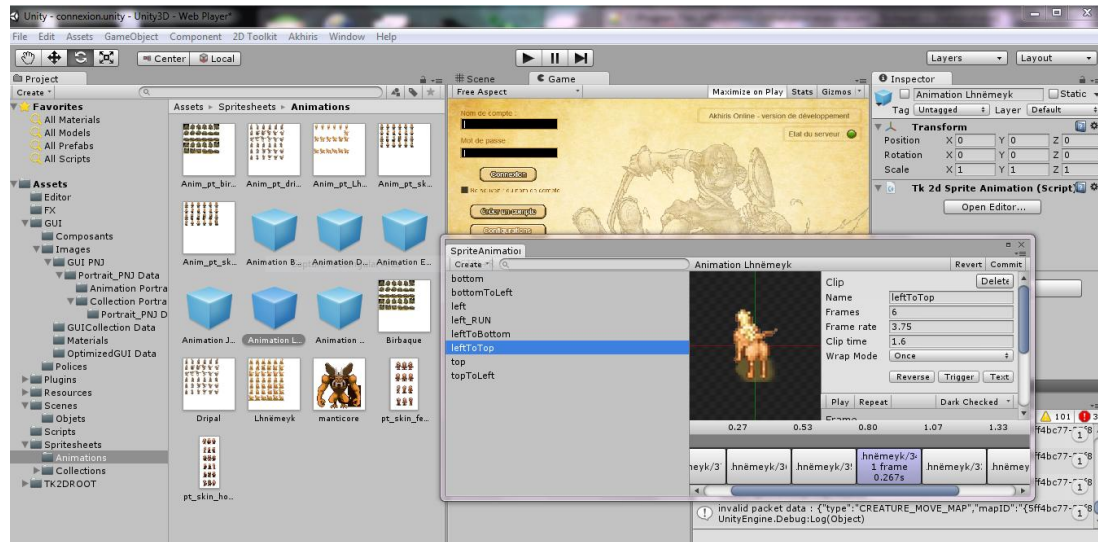 Unity - connexion.unity - Unity3D - Web Player*
File Edit Assets GameObject Component 2D Toolkit Akhiris Window Help
Center Local
Layers Layout
Project
Create
Favorites
All Materials
All Models
All Prefabs
All Scripts
Assets
Editor
FX
GUI
Composants
Images
GUI PNJ
Portrait_PNJ Data
Animation Portra
Collection Portra
Portrait_PNJ D
GUICollection Data
Materials
OptimizedGUI Data
Polices
Plugins
Resources
Scenes
Objets
Scripts
Spritesheets
Animations
Collections
TK2DROOT
Assets Spritesheets Animations
Anim_pt_bir... Anim_pt_dri... Anim_pt_Lh... Anim_pt_sk...
Anim_pt_sk... Animation B... Animation D... Animation E...
Animation J... Animation L... Animation ... Birbaque
Dripal Lhnëmeyk manticore pt_skin_fe...
pt_skin_ho...
Scene Game
Free Aspect Maximize on Play Stats Gizmos
Nom de compte :
Mot de passe
Connexion
Créer un compte
Configurations
Akhiris Online - version de développement
Etat du serveur
Inspector
Animation Lhnëmeyk Static
Tag Untagged Layer Default
Transform
Position X 0 Y 0 Z 0
Rotation X 0 Y 0 Z 0
Scale X 1 Y 1 Z 1
Tk 2d Sprite Animation (Script)
Open Editor...
SpriteAnimation
Create Animation Lhnëmeyk Revert Commit
bottom
bottomToLeft
left
left_RUN
leftToBottom
leftToTop
top
topToLeft
Clip Delete
Name leftToTop
Frames 6
Frame rate 3.75
Clip time 1.6
Wrap Mode Once
Reverse Trigger Text
Play Repeat Dark Checked
Frame
0.27 0.53 0.80 1.07 1.33
1 frame
0.267s
101
invalid packet data : {"type":"CREATURE_MOVE_MAP","mapID":"{5ff4bc77-
UnityEngine.Debug:Log(Object)